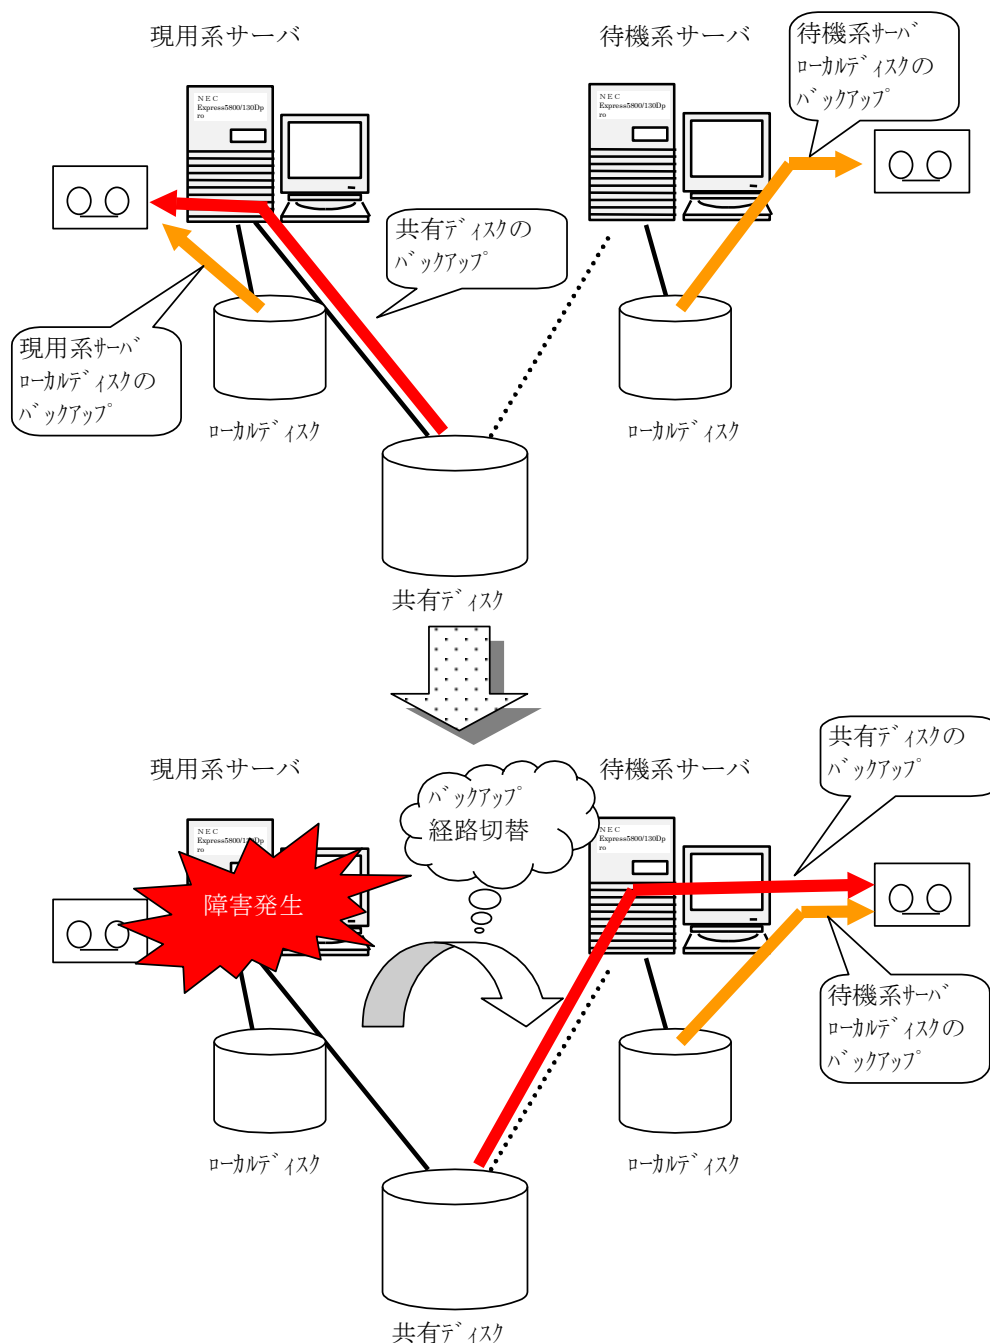 現用系サーバ
待機系サーバ
待機系ｻｰﾊﾞ
ﾛｰｶﾙﾃﾞｨｽｸの
ﾊﾞｯｸｱｯﾌﾟ
NEC
Express5800/130Dp
ro
NEC
Express5800/130Dp
ro
共有ﾃﾞｨｽｸの
ﾊﾞｯｸｱｯﾌﾟ
現用系ｻｰﾊﾞ
ﾛｰｶﾙﾃﾞｨｽｸの
ﾊﾞｯｸｱｯﾌﾟ
ﾛｰｶﾙﾃﾞｨｽｸ
ﾛｰｶﾙﾃﾞｨｽｸ
共有ﾃﾞｨｽｸ
現用系サーバ
待機系サーバ
共有ﾃﾞｨｽｸの
ﾊﾞｯｸｱｯﾌﾟ
ﾊﾞｯｸｱｯﾌﾟ
経路切替
NEC
Express5800/130Dp
ro
NEC
Express5800/130Dp
ro
障害発生
待機系ｻｰﾊﾞ
ﾛｰｶﾙﾃﾞｨｽｸの
ﾊﾞｯｸｱｯﾌﾟ
ﾛｰｶﾙﾃﾞｨｽｸ
ﾛｰｶﾙﾃﾞｨｽｸ
共有ﾃﾞｨｽｸ